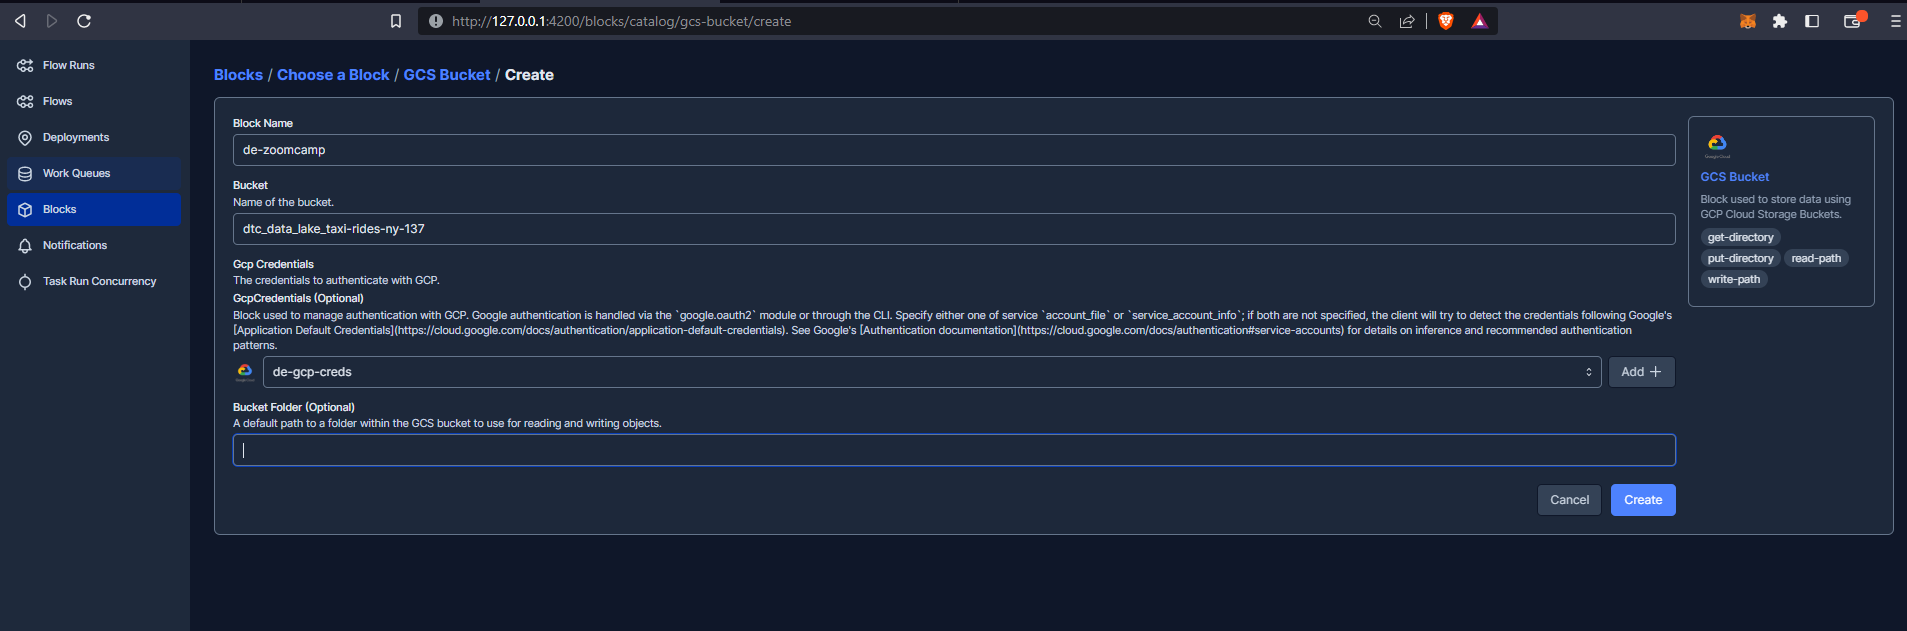 http://127.0.0.1:4200/blocks/catalog/gcs-bucket/create
Flow Runs
Flows
Deployments
Work Queues
Blocks
Notifications
Task Run Concurrency
Blocks / Choose a Block / GCS Bucket / Create
Block Name
de-zoomcamp
Bucket
Name of the bucket.
dtc_data_lake_taxi-rides-ny-137
Gcp Credentials
The credentials to authenticate with GCP.
GcpCredentials (Optional)
Block used to manage authentication with GCP. Google authentication is handled via the `google.oauth2` module or through the CLI. Specify either one of service `account_file` or `service_account_info`; if both are not specified, the client will try to detect the credentials following Google's
[Application Default Credentials](https://cloud.google.com/docs/authentication/application-default-credentials). See Google's [Authentication documentation](https://cloud.google.com/docs/authentication#service-accounts) for details on inference and recommended authentication
patterns.
Google Cloud
de-gcp-creds
Add +
Bucket Folder (Optional)
A default path to a folder within the GCS bucket to use for reading and writing objects.
Cancel
Create
Google Cloud
GCS Bucket
Block used to store data using
GCP Cloud Storage Buckets.
get-directory
put-directory read-path
write-path